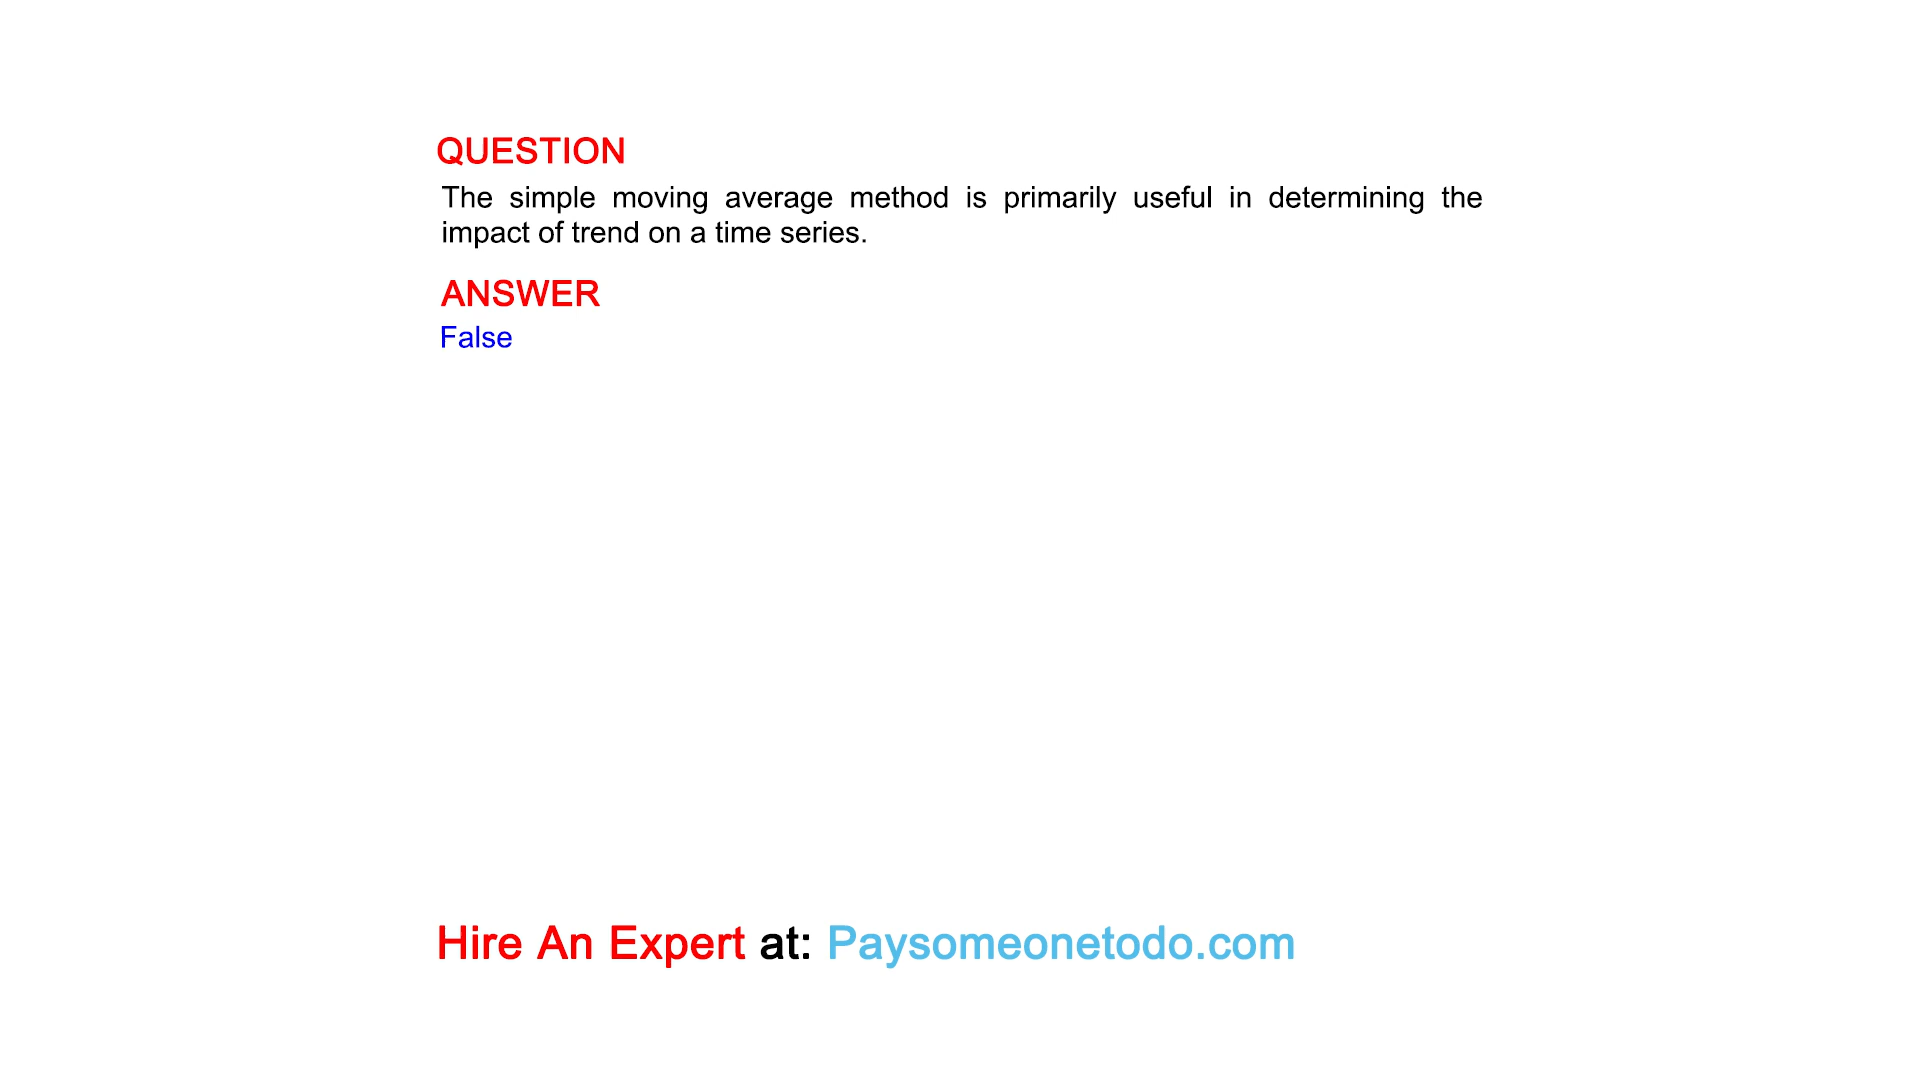 QUESTION
The simple moving average method is primarily useful in determining the
impact of trend on a time series.
ANSWER
False
Hire An Expert at: Paysomeonetodo.com